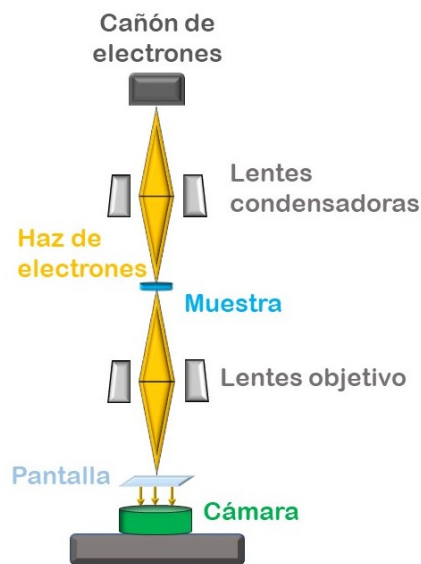 Cañón de
electrones
Lentes
condensadoras
Haz de
electrones
Muestra
Lentes objetivo
Pantalla
Cámara